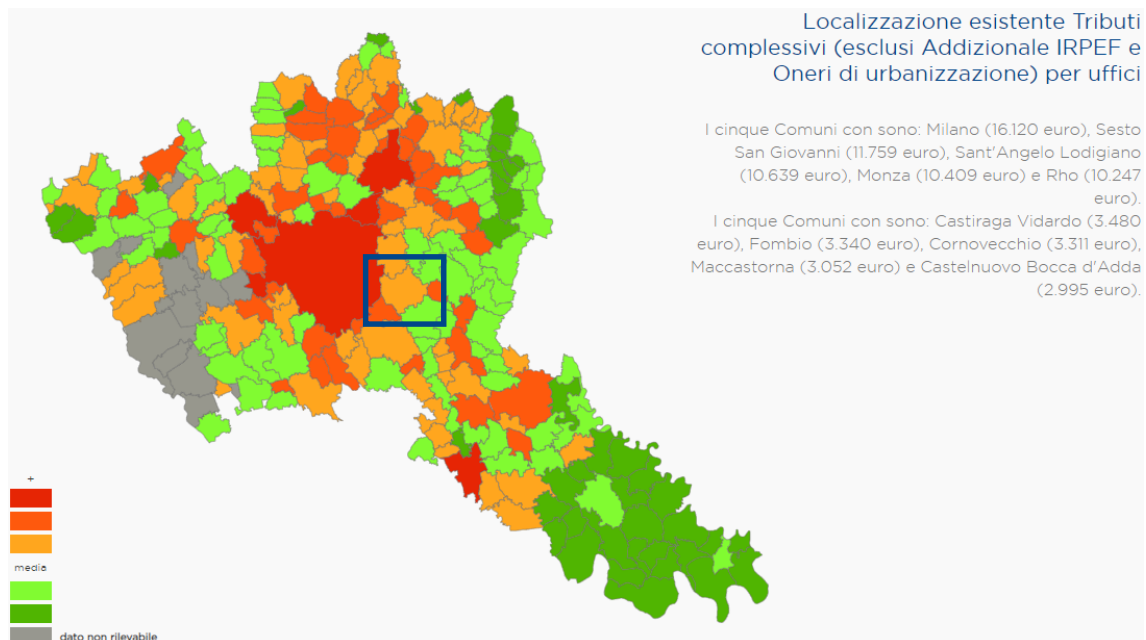 Localizzazione esistente Tributi
complessivi (esclusi Addizionale IRPEF e
Oneri di urbanizzazione) per uffici
I cinque Comuni con sono: Milano (16.120 euro), Sesto
San Giovanni (11.759 euro), Sant'Angelo Lodigiano
(10.639 euro), Monza (10.409 euro) e Rho (10.247
euro).
I cinque Comuni con sono: Castiraga Vidardo (3.480
euro), Fombio (3.340 euro), Cornovecchio (3.311 euro),
Maccastorna (3.052 euro) e Castelnuovo Bocca d'Adda
(2.995 euro).
+
media
dato non rilevabile